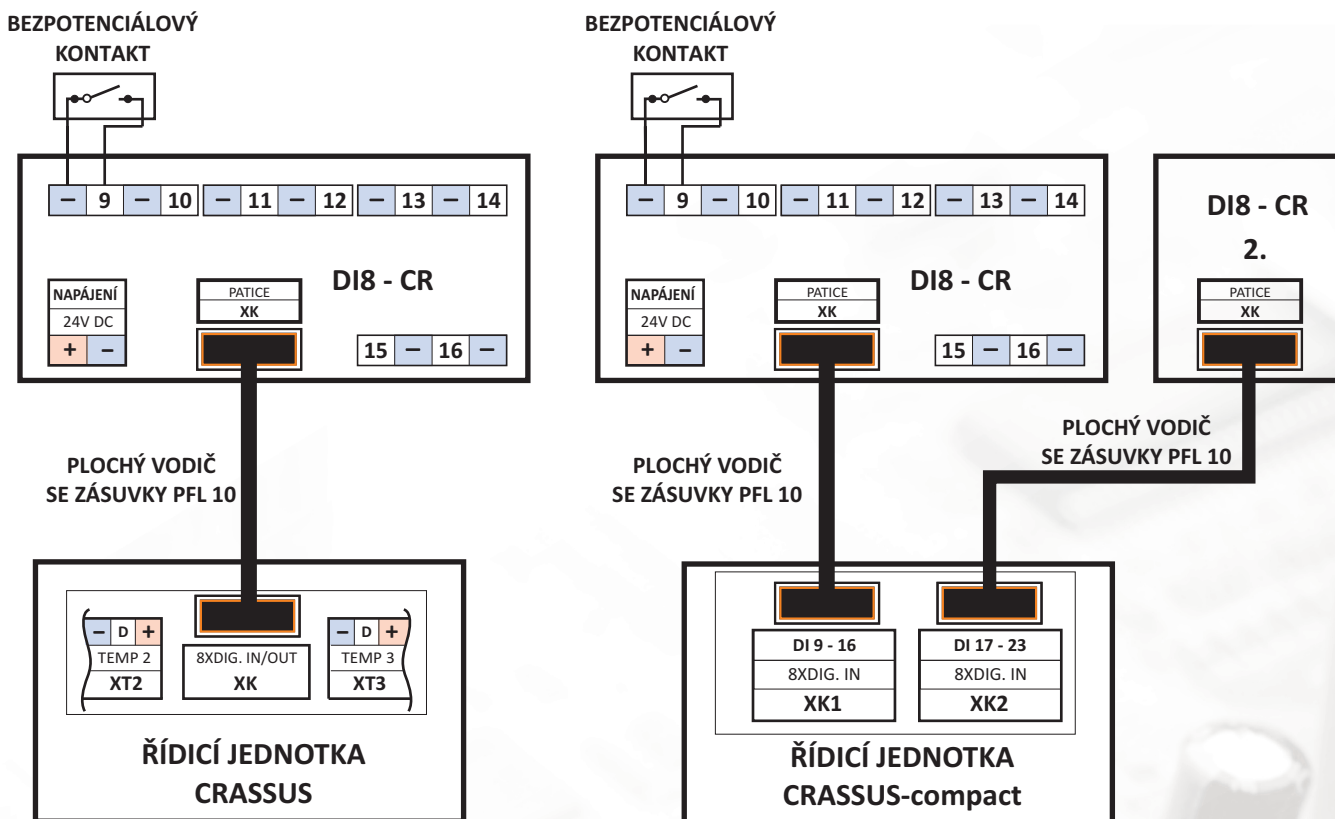 BEZPOTENCIÁLOVÝ
KONTAKT
− 9 − 10 − 11 − 12 − 13 − 14
DI8 - CR
NAPÁJENÍ
24V DC
+ −
PATICE
XK
15 − 16 −
PLOCHÝ VODIČ
SE ZÁSUVKY PFL 10
− D +
TEMP 2
XT2
8XDIG. IN/OUT
XK
− D +
TEMP 3
XT3
ŘÍDICÍ JEDNOTKA
CRASSUS
BEZPOTENCIÁLOVÝ
KONTAKT
− 9 − 10 − 11 − 12 − 13 − 14
DI8 - CR
NAPÁJENÍ
24V DC
+ −
PATICE
XK
15 − 16 −
DI8 - CR
2.
PATICE
XK
PLOCHÝ VODIČ
SE ZÁSUVKY PFL 10
PLOCHÝ VODIČ
SE ZÁSUVKY PFL 10
DI 9 - 16
8XDIG. IN
XK1
DI 17 - 23
8XDIG. IN
XK2
ŘÍDICÍ JEDNOTKA
CRASSUS-compact